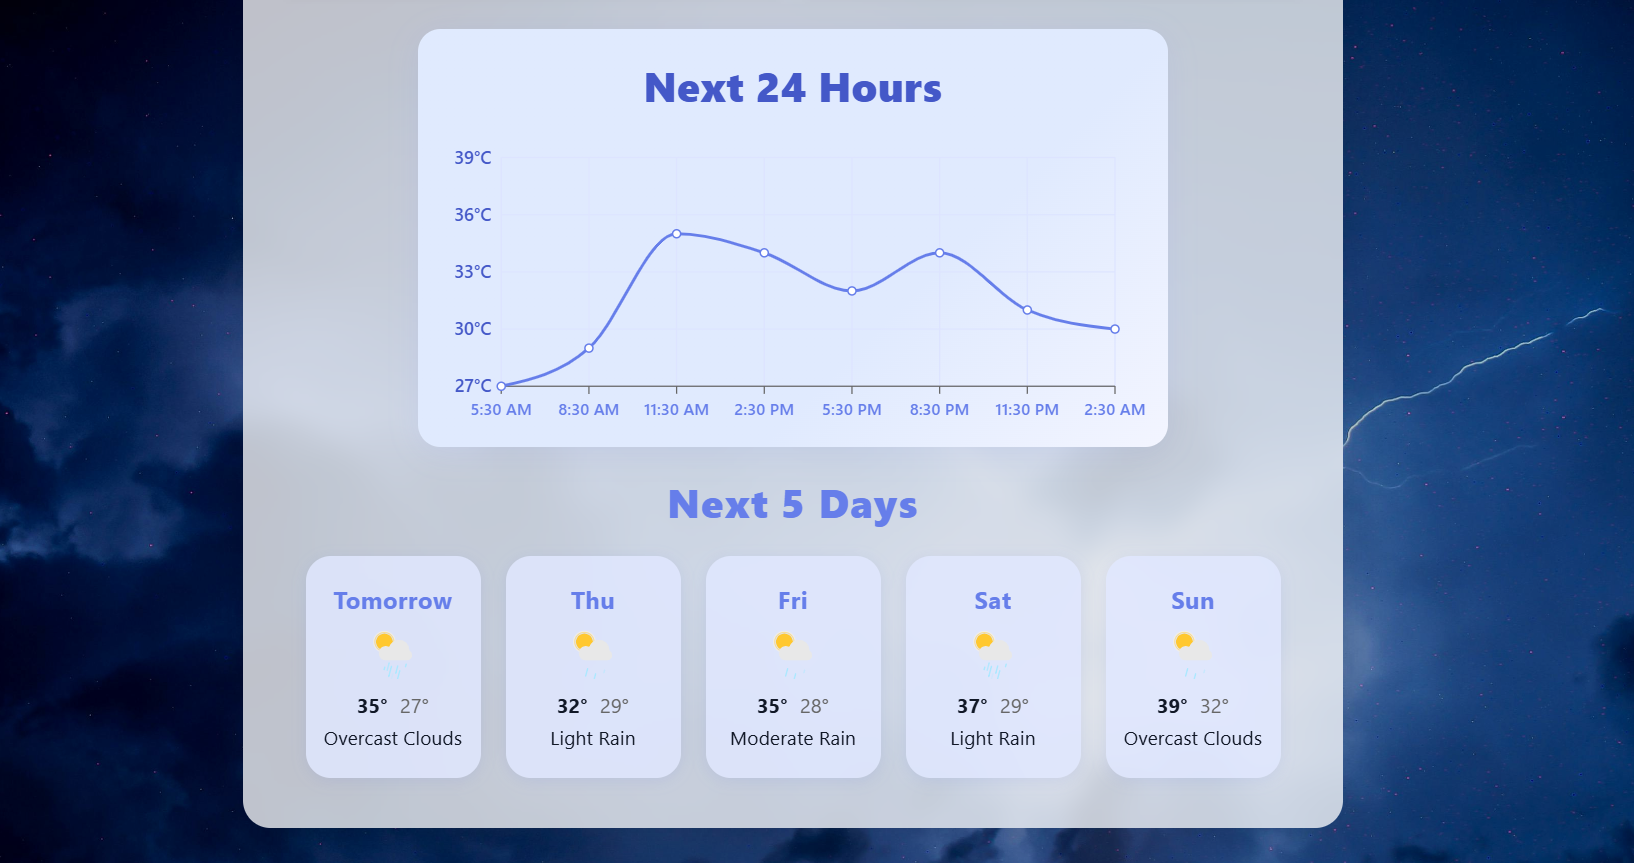 Next 24 Hours
39°C
36°C
33°C
30°C
27°C
5:30 AM 8:30 AM 11:30 AM 2:30 PM 5:30 PM 8:30 PM 11:30 PM 2:30 AM
Next 5 Days
Tomorrow Thu Fri Sat Sun
35° 27° 32° 29° 35° 28° 37° 29° 39° 32°
Overcast Clouds Light Rain Moderate Rain Light Rain Overcast Clouds